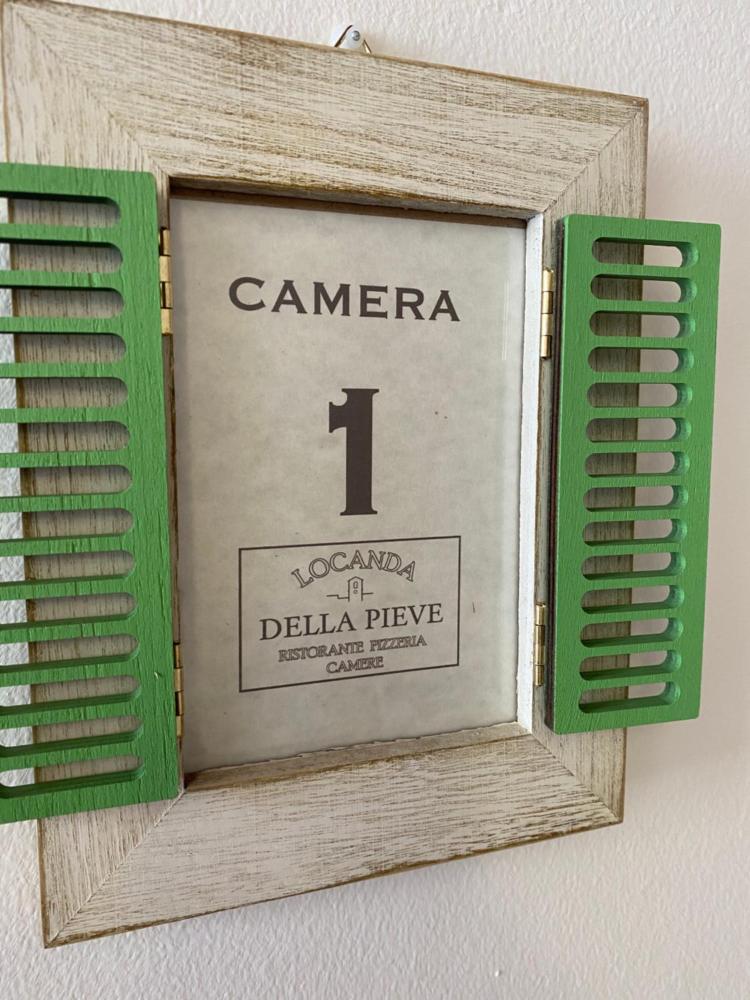 CAMERA
1
LOCANDA
DELLA PIEVE
RISTORANTE PIZZERIA
CAMERE